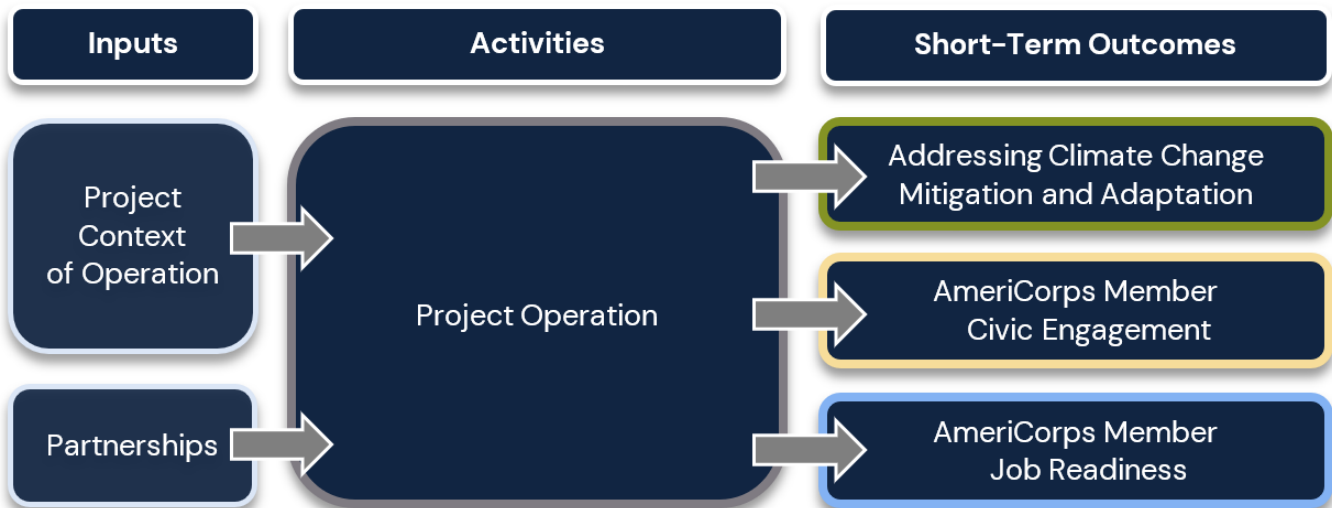 Inputs
Activities
Short-Term Outcomes
Project
Context
of Operation
Partnerships
Project Operation
Addressing Climate Change
Mitigation and Adaptation
AmeriCorps Member
Civic Engagement
AmeriCorps Member
Job Readiness